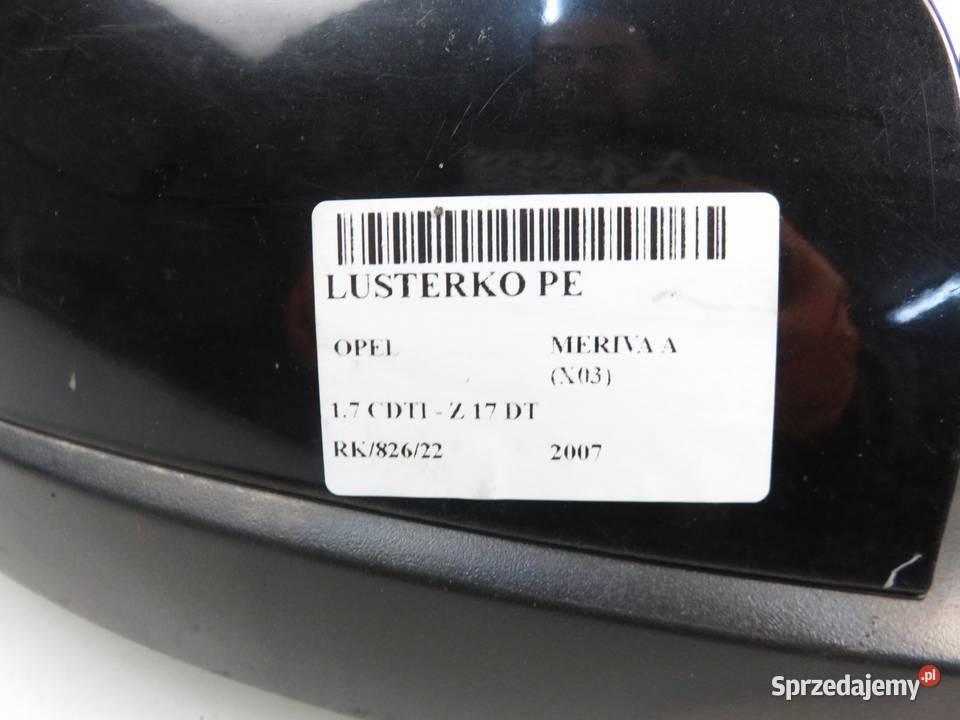 LUSTERKO PE
OPEL MERIVA A
(X03)
1.7 CDTI - Z 17 DT
RK/826/22 2007
Sprzedajemy.pl